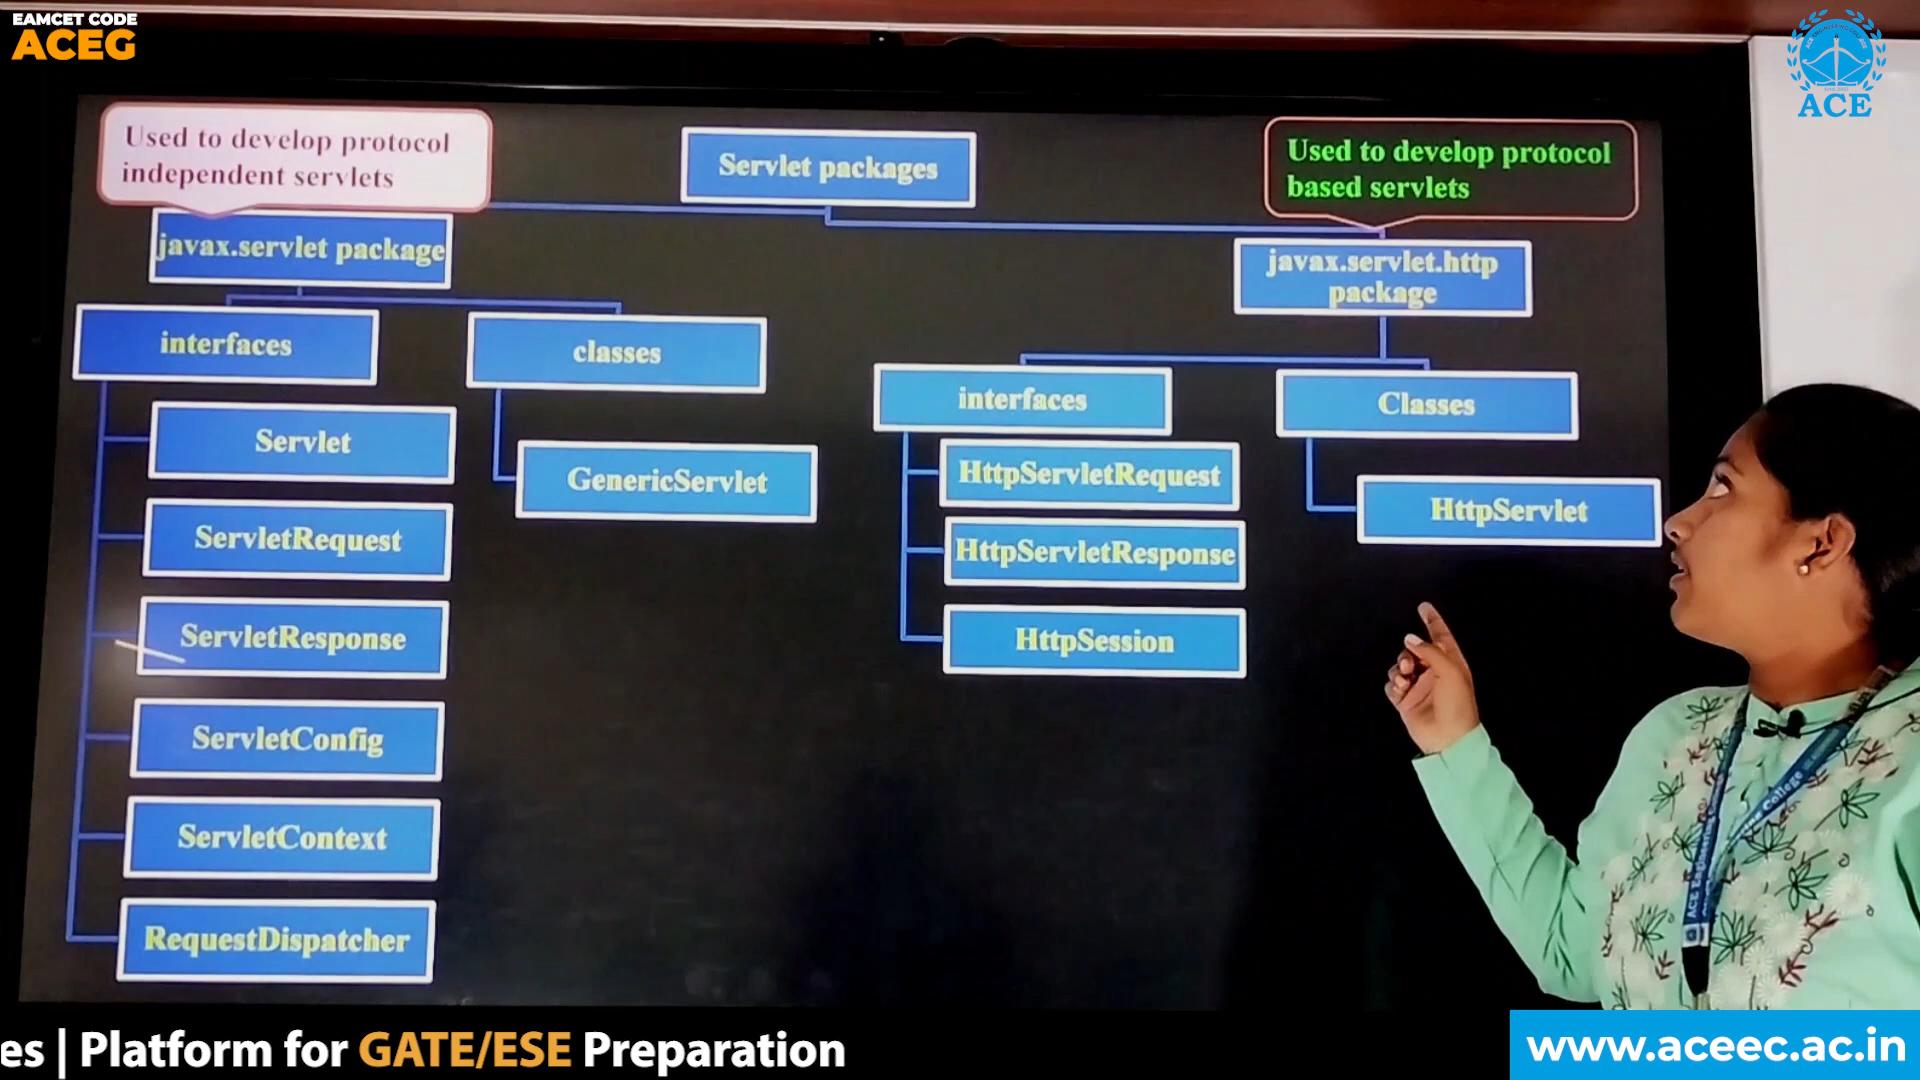 EAMCET CODE
ACEG
ACE
Used to develop protocol
independent servlets
Servlet packages
Used to develop protocol
based servlets
javax.servlet package
javax.servlet.http
package
interfaces
classes
interfaces
Classes
Servlet
GenericServlet
HttpServletRequest
HttpServlet
ServletRequest
HttpServletResponse
ServletResponse
HttpSession
ServletConfig
ServletContext
RequestDispatcher
es | Platform for GATE/ESE Preparation
www.aceec.ac.in